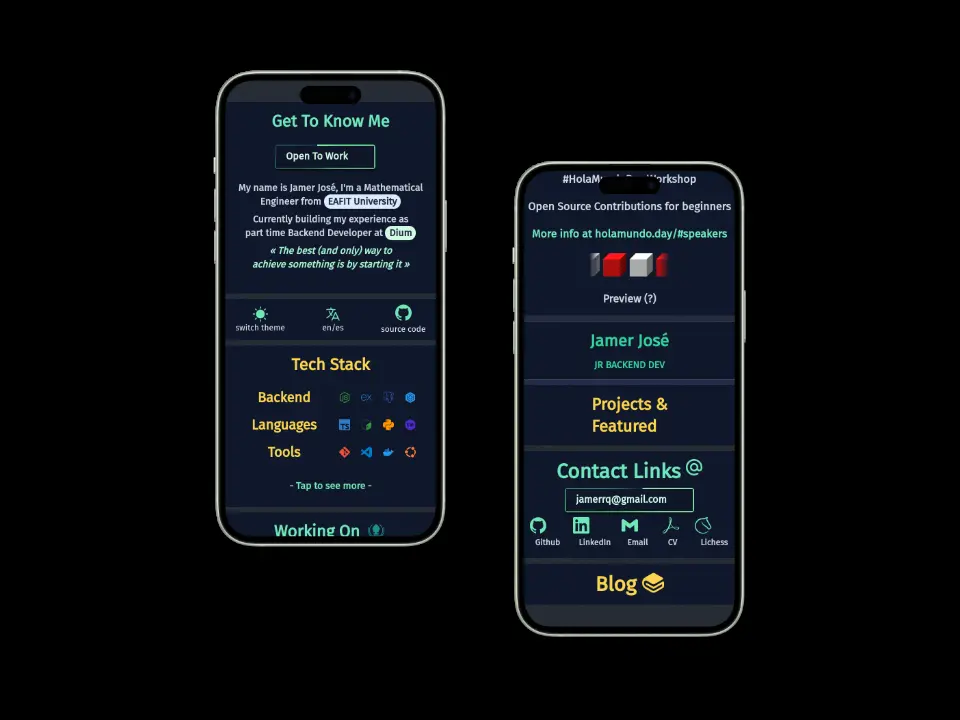 Get To Know Me
Open To Work
My name is Jamer José, I'm a Mathematical
Engineer from EAFIT University
Currently building my experience as
part time Backend Developer at Dium
« The best (and only) way to
achieve something is by starting it »
switch theme en/es source code
Tech Stack
Backend ex
Languages TS
Tools
- Tap to see more -
Working On
Workshop
Open Source Contributions for beginners
More info at holamundo.day/#speakers
Preview (?)
Jamer José
JR BACKEND DEV
Projects &
Featured
Contact Links @
jamerrq@gmail.com
Github LinkedIn Email CV Lichess
Blog